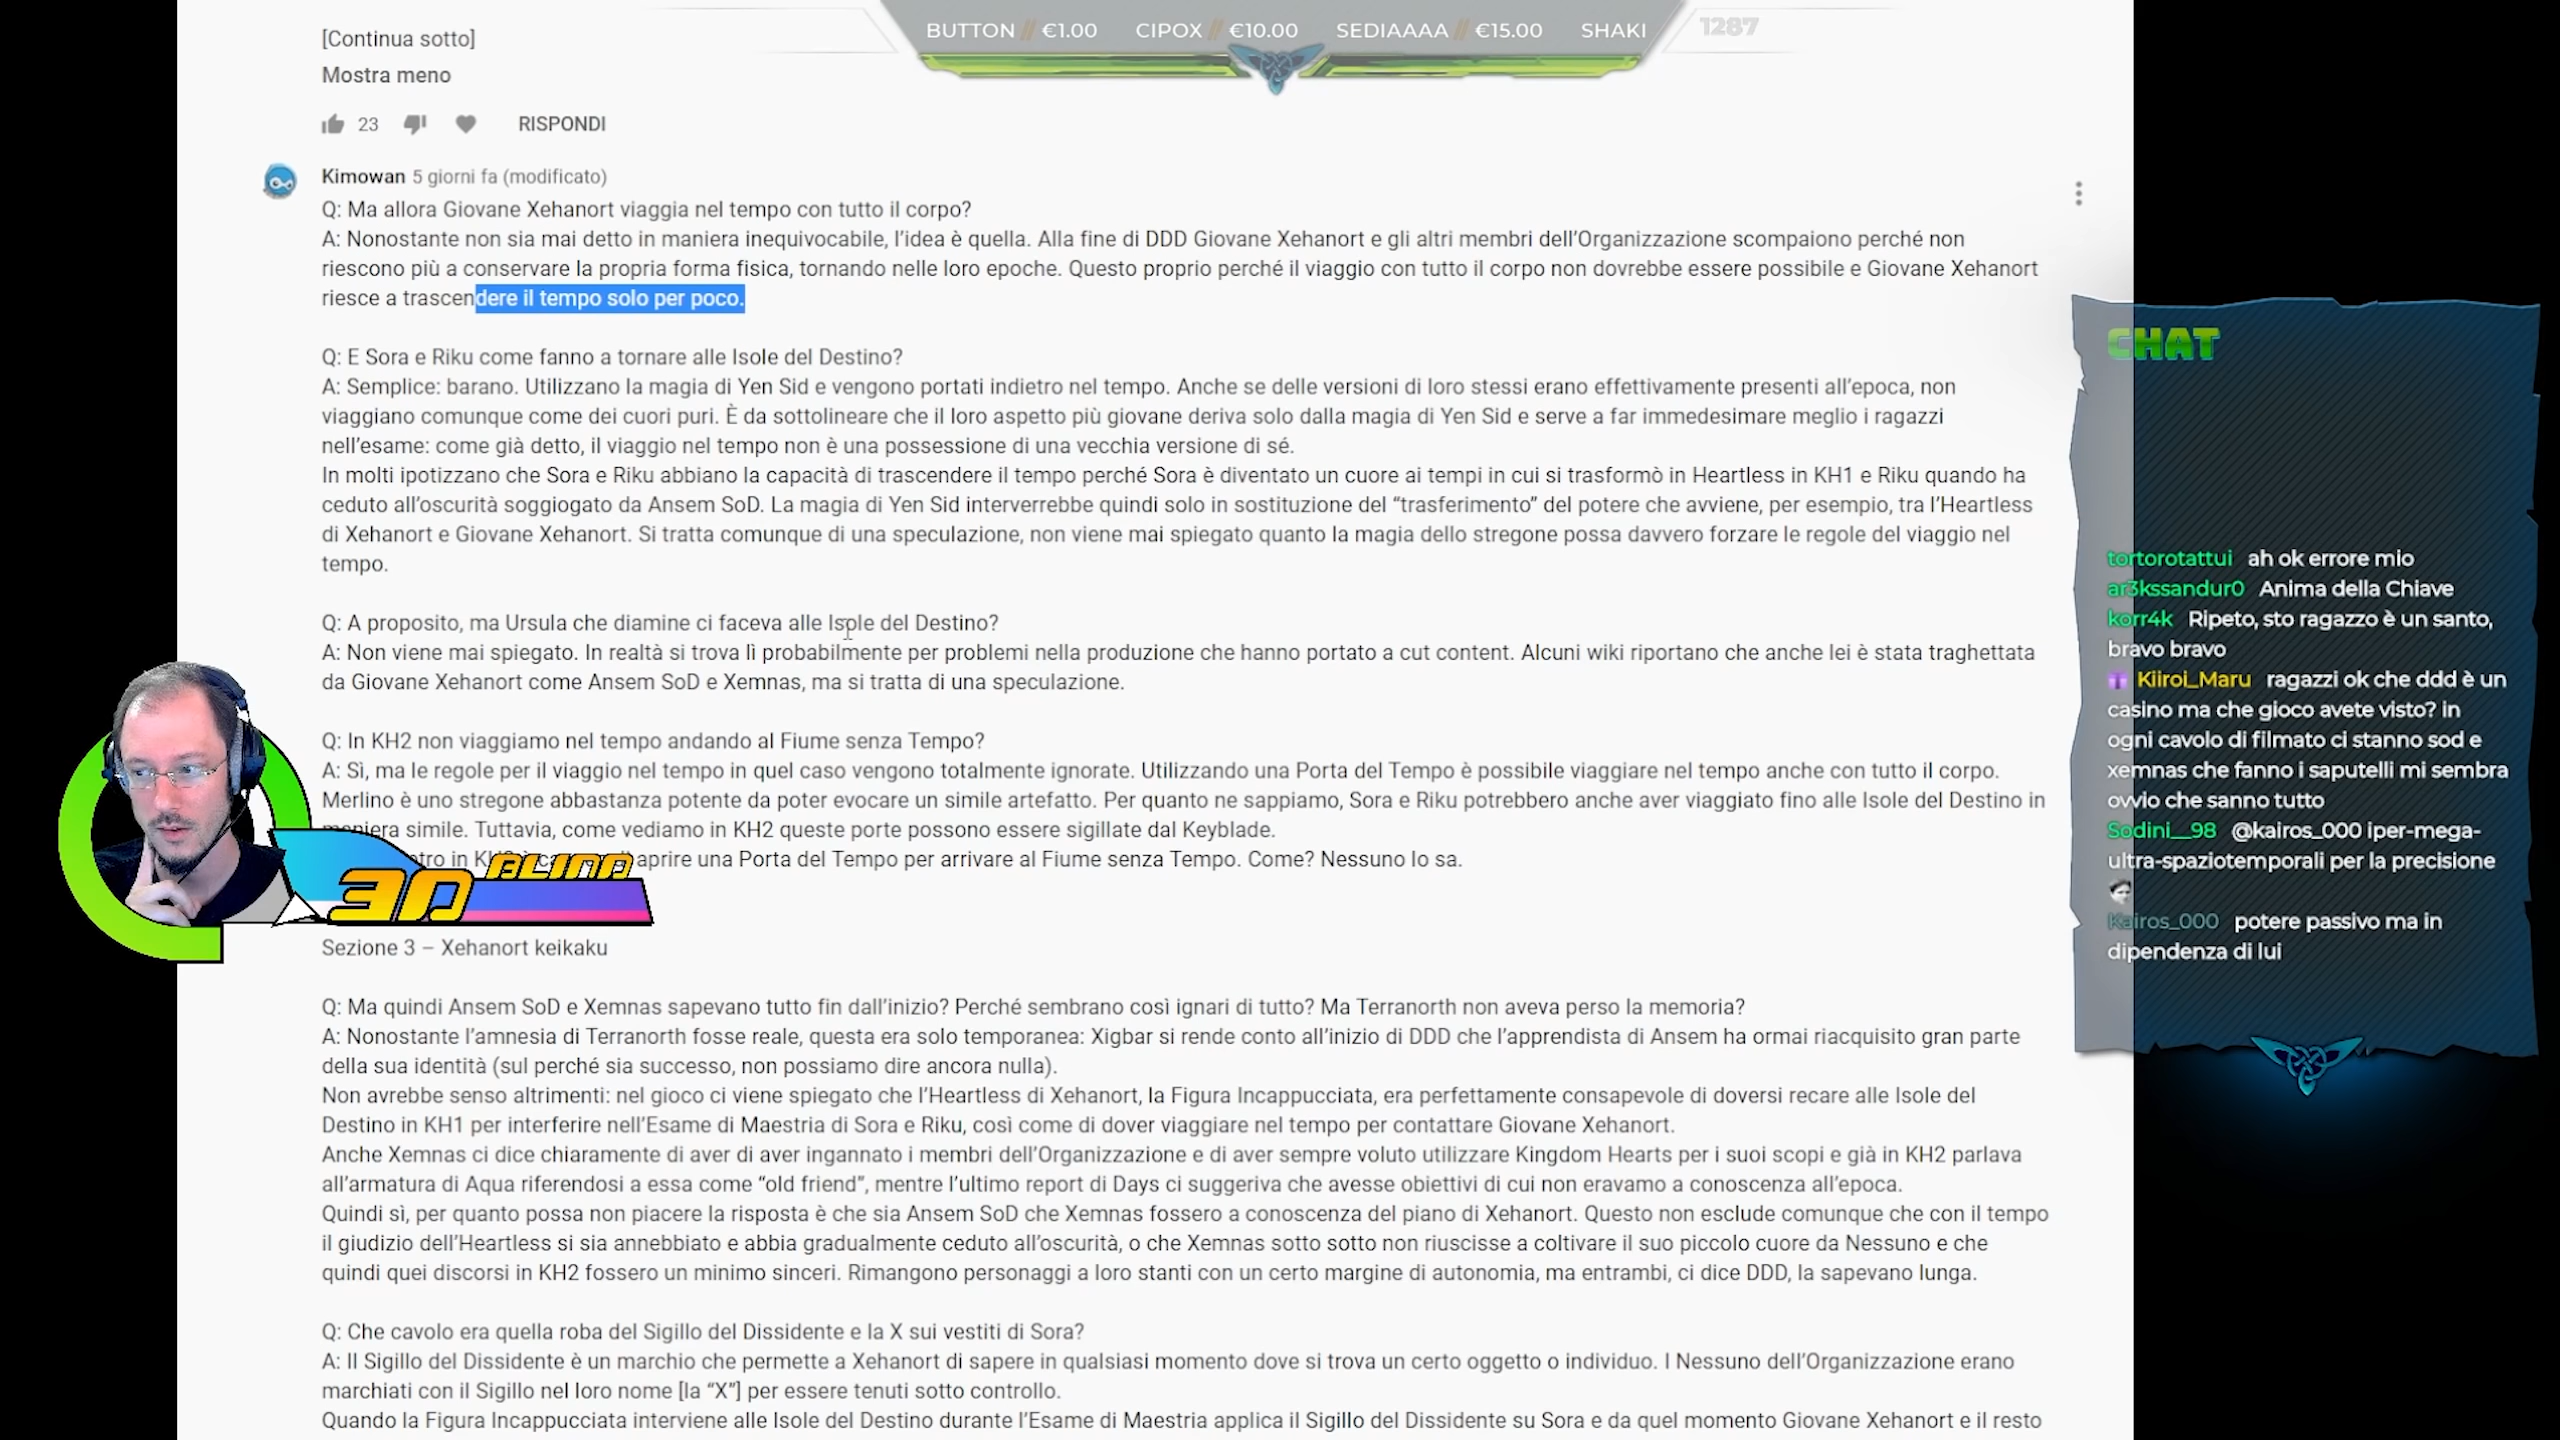 BUTTON // €1.00 CIPOX // €10.00 SEDIAAAA // €15.00 SHAKI
1287
[Continua sotto]
Mostra meno
23 RISPONDI
Kimowan 5 giorni fa (modificato)
Q: Ma allora Giovane Xehanort viaggia nel tempo con tutto il corpo?
A: Nonostante non sia mai detto in maniera inequivocabile, l'idea è quella. Alla fine di DDD Giovane Xehanort e gli altri membri dell'Organizzazione scompaiono perché non
riescono più a conservare la propria forma fisica, tornando nelle loro epoche. Questo proprio perché il viaggio con tutto il corpo non dovrebbe essere possibile e Giovane Xehanort
riesce a trascendere il tempo solo per poco.
Q: E Sora e Riku come fanno a tornare alle Isole del Destino?
A: Semplice: barano. Utilizzano la magia di Yen Sid e vengono portati indietro nel tempo. Anche se delle versioni di loro stessi erano effettivamente presenti all'epoca, non
viaggiano comunque come dei cuori puri. È da sottolineare che il loro aspetto più giovane deriva solo dalla magia di Yen Sid e serve a far immedesimare meglio i ragazzi
nell'esame: come già detto, il viaggio nel tempo non è una possessione di una vecchia versione di sé.
In molti ipotizzano che Sora e Riku abbiano la capacità di trascendere il tempo perché Sora è diventato un cuore ai tempi in cui si trasformò in Heartless in KH1 e Riku quando ha
ceduto all'oscurità soggiogato da Ansem SoD. La magia di Yen Sid interverrebbe quindi solo in sostituzione del "trasferimento" del potere che avviene, per esempio, tra l'Heartless
di Xehanort e Giovane Xehanort. Si tratta comunque di una speculazione, non viene mai spiegato quanto la magia dello stregone possa davvero forzare le regole del viaggio nel
tempo.
Q: A proposito, ma Ursula che diamine ci faceva alle Isole del Destino?
A: Non viene mai spiegato. In realtà si trova lì probabilmente per problemi nella produzione che hanno portato a cut content. Alcuni wiki riportano che anche lei è stata traghettata
da Giovane Xehanort come Ansem SoD e Xemnas, ma si tratta di una speculazione.
Q: In KH2 non viaggiamo nel tempo andando al Fiume senza Tempo?
A: Sì, ma le regole per il viaggio nel tempo in quel caso vengono totalmente ignorate. Utilizzando una Porta del Tempo è possibile viaggiare nel tempo anche con tutto il corpo.
Merlino è uno stregone abbastanza potente da poter evocare un simile artefatto. Per quanto ne sappiamo, Sora e Riku potrebbero anche aver viaggiato fino alle Isole del Destino in
maniera simile. Tuttavia, come vediamo in KH2 queste porte possono essere sigillate dal Keyblade.
aprire una Porta del Tempo per arrivare al Fiume senza Tempo. Come? Nessuno lo sa.
3D BLIND
Sezione 3 – Xehanort keikaku
Q: Ma quindi Ansem SoD e Xemnas sapevano tutto fin dall'inizio? Perché sembrano così ignari di tutto? Ma Terranorth non aveva perso la memoria?
A: Nonostante l'amnesia di Terranorth fosse reale, questa era solo temporanea: Xigbar si rende conto all'inizio di DDD che l'apprendista di Ansem ha ormai riacquisito gran parte
della sua identità (sul perché sia successo, non possiamo dire ancora nulla).
Non avrebbe senso altrimenti: nel gioco ci viene spiegato che l'Heartless di Xehanort, la Figura Incappucciata, era perfettamente consapevole di doversi recare alle Isole del
Destino in KH1 per interferire nell'Esame di Maestria di Sora e Riku, così come di dover viaggiare nel tempo per contattare Giovane Xehanort.
Anche Xemnas ci dice chiaramente di aver di aver ingannato i membri dell'Organizzazione e di aver sempre voluto utilizzare Kingdom Hearts per i suoi scopi e già in KH2 parlava
all'armatura di Aqua riferendosi a essa come "old friend", mentre l'ultimo report di Days ci suggeriva che avesse obiettivi di cui non eravamo a conoscenza all'epoca.
Quindi sì, per quanto possa non piacere la risposta è che sia Ansem SoD che Xemnas fossero a conoscenza del piano di Xehanort. Questo non esclude comunque che con il tempo
il giudizio dell'Heartless si sia annebbiato e abbia gradualmente ceduto all'oscurità, o che Xemnas sotto sotto non riuscisse a coltivare il suo piccolo cuore da Nessuno e che
quindi quei discorsi in KH2 fossero un minimo sinceri. Rimangono personaggi a loro stanti con un certo margine di autonomia, ma entrambi, ci dice DDD, la sapevano lunga.
Q: Che cavolo era quella roba del Sigillo del Dissidente e la X sui vestiti di Sora?
A: Il Sigillo del Dissidente è un marchio che permette a Xehanort di sapere in qualsiasi momento dove si trova un certo oggetto o individuo. I Nessuno dell'Organizzazione erano
marchiati con il Sigillo nel loro nome [la "X"] per essere tenuti sotto controllo.
Quando la Figura Incappucciata interviene alle Isole del Destino durante l'Esame di Maestria applica il Sigillo del Dissidente su Sora e da quel momento Giovane Xehanort e il resto
CHAT
tortorotattui ah ok errore mio
ar3kssandur0 Anima della Chiave
korr4k Ripeto, sto ragazzo è un santo,
bravo bravo
Kiiroi_Maru ragazzi ok che ddd è un
casino ma che gioco avete visto? in
ogni cavolo di filmato ci stanno sod e
xemnas che fanno i saputelli mi sembra
ovvio che sanno tutto
Sodini__98 @kairos_000 iper-mega-
ultra-spaziotemporali per la precisione
Kairos_000 potere passivo ma in
dipendenza di lui